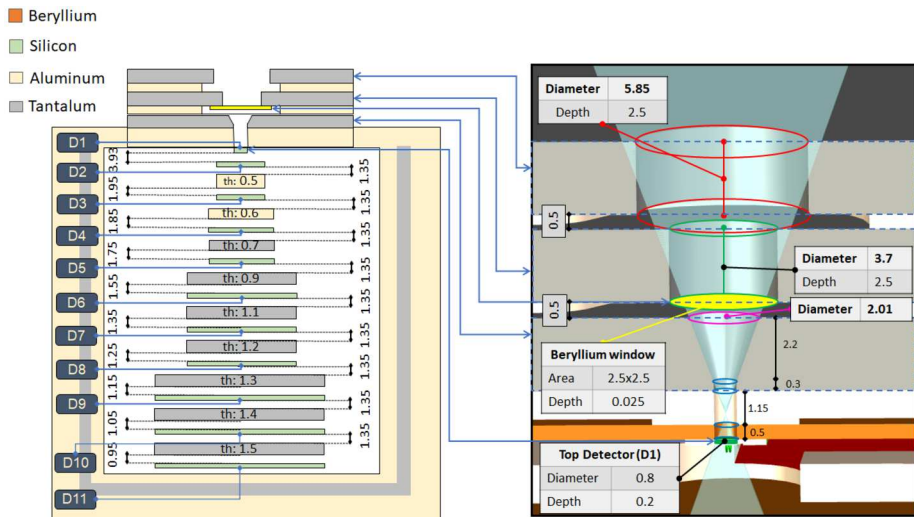 Beryllium
Silicon
Aluminum
Tantalum
D1
D2
D3
D4
D5
D6
D7
D8
D9
D10
D11
3.93
1.95
1.85
1.75
1.55
1.35
1.25
1.15
1.05
0.95
th: 0.5
th: 0.6
th: 0.7
th: 0.9
th: 1.1
th: 1.2
th: 1.3
th: 1.4
th: 1.5
1.35
1.35
1.35
1.35
1.35
1.35
1.35
1.35
1.35
Diameter 5.85
Depth 2.5
0.5
Diameter 3.7
Depth 2.5
0.5
Diameter 2.01
Beryllium window
Area 2.5x2.5
Depth 0.025
2.2
0.3
1.15
0.5
Top Detector (D1)
Diameter 0.8
Depth 0.2